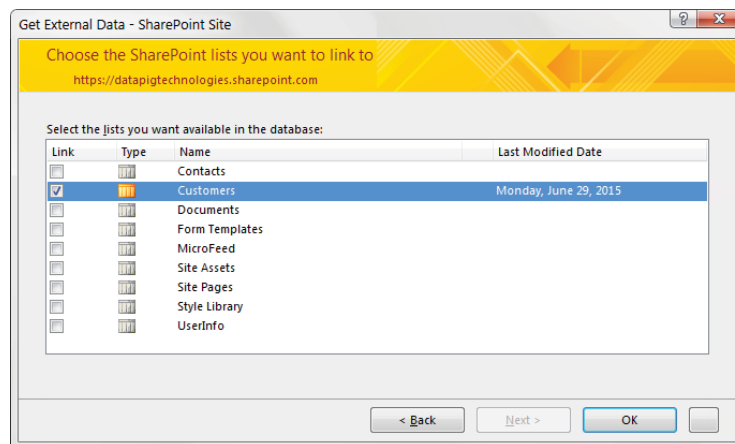 Get External Data - SharePoint Site
?
X
Choose the SharePoint lists you want to link to
https://datapigtechnologies.sharepoint.com
Select the lists you want available in the database:
Link Type Name Last Modified Date
Contacts
Customers Monday, June 29, 2015
Documents
Form Templates
MicroFeed
Site Assets
Site Pages
Style Library
UserInfo
< Back Next > OK